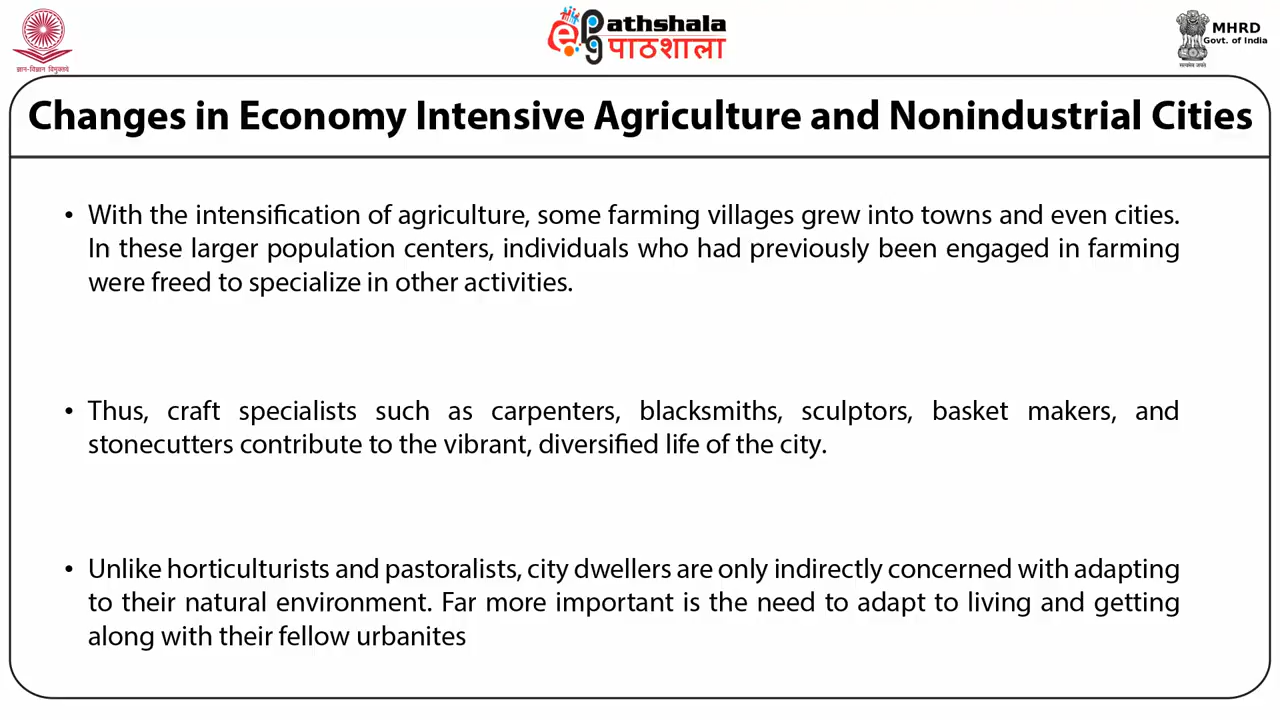 ज्ञान-विज्ञान विमुक्तये
epathshala
पाठशाला
MHRD
Govt. of India
सत्यमेव जयते
Changes in Economy Intensive Agriculture and Nonindustrial Cities
• With the intensification of agriculture, some farming villages grew into towns and even cities.
In these larger population centers, individuals who had previously been engaged in farming
were freed to specialize in other activities.
• Thus, craft specialists such as carpenters, blacksmiths, sculptors, basket makers, and
stonecutters contribute to the vibrant, diversified life of the city.
• Unlike horticulturists and pastoralists, city dwellers are only indirectly concerned with adapting
to their natural environment. Far more important is the need to adapt to living and getting
along with their fellow urbanites